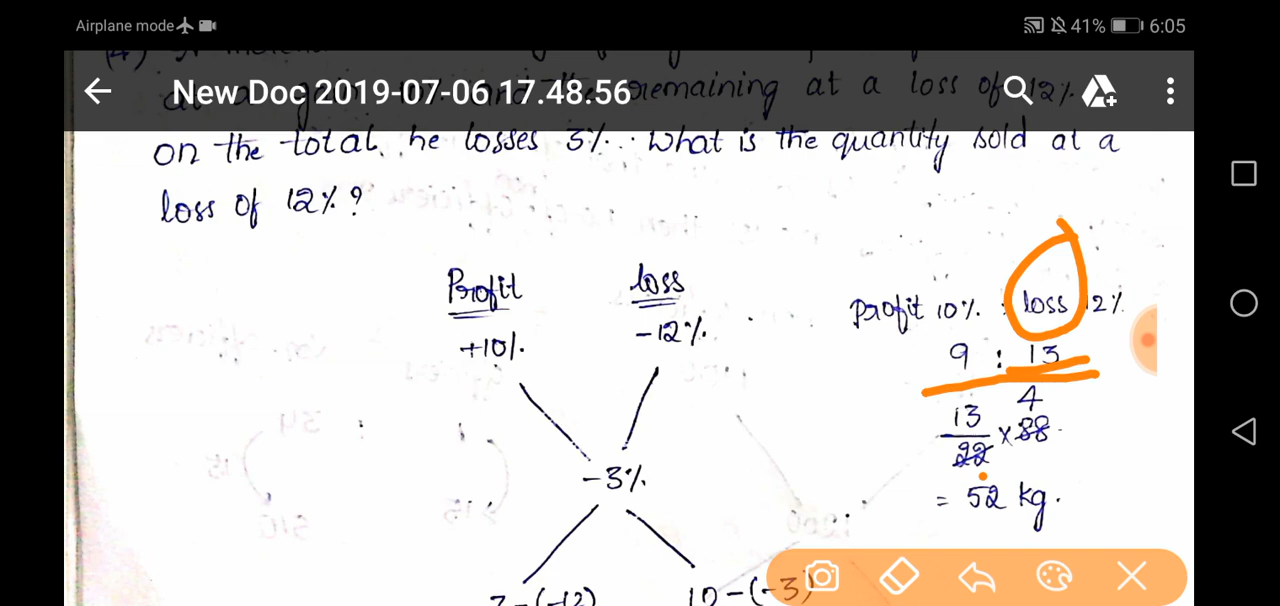 Airplane mode 41% 6:05
New Doc 2019-07-06 17.48.56 remaining at a loss of 12%.
on the total, he losses 3%. What is the quantity sold at a
loss of 12%?
Profit loss
+10%. -12%.
-3%.
-(-12) 10-(-3)
Profit 10%. : loss 12%
9 : 13
4
13
22 × 88
= 52 kg.